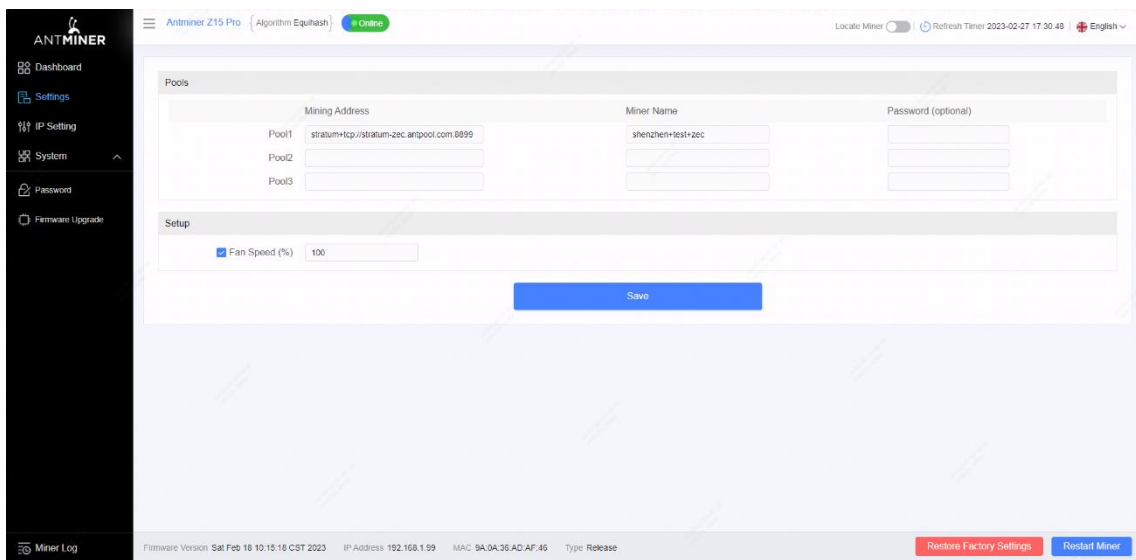 ANTMINER
Antminer Z15 Pro {Algorithm Equihash} Online
Locate Miner Refresh Timer 2023-02-27 17:30:48 English
Dashboard
Settings
IP Setting
System
Password
Firmware Upgrade
Pools
Mining Address Miner Name Password (optional)
Pool1 stratum+tcp://stratum-zec.antpool.com:8899 shenzhen+test+zec
Pool2
Pool3
Setup
Fan Speed (%) 100
Save
Miner Log
Firmware Version Sat Feb 18 10:15:18 CST 2023 IP Address 192.168.1.99 MAC 9A:0A:36:AD:AF:46 Type Release
Restore Factory Settings Restart Miner